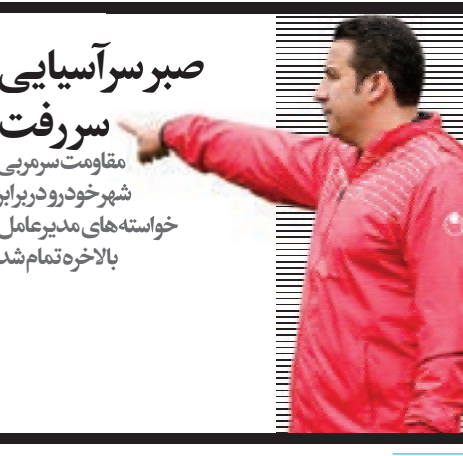 صبر سرآسیایی
سر رفت
مقاومت سرمربی
شهرخودرو در برابر
خواسته‌های مدیرعامل
بالاخره تمام شد